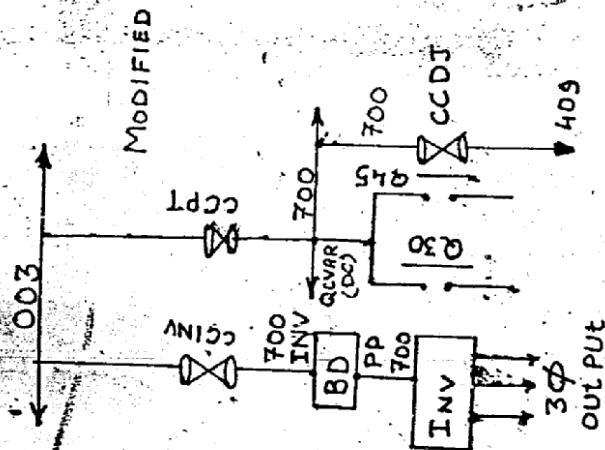 MODIFIED
003
CCPT
CCINV
700
700
CCDJ
409
QCVAR
(DC)
Q45
Q30
700
INV
BD
PP
700
INV
3Φ
OUTPUT